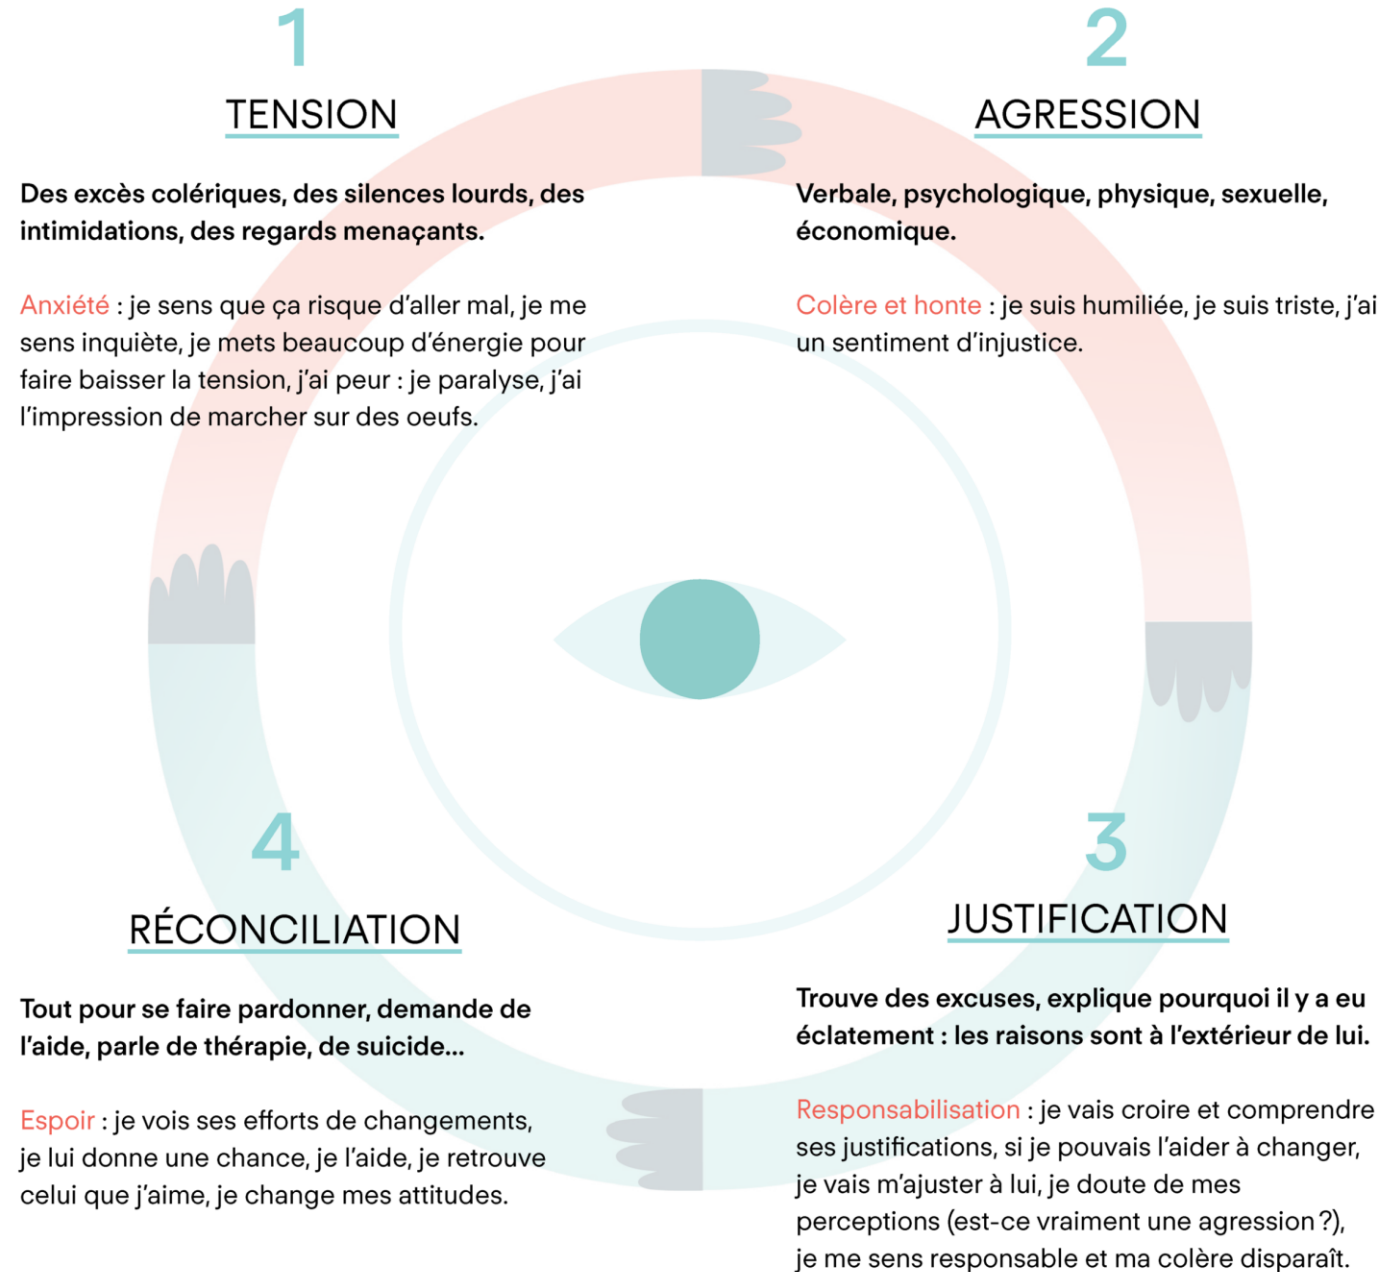 1
TENSION
Des excès colériques, des silences lourds, des
intimidations, des regards menaçants.
Anxiété : je sens que ça risque d’aller mal, je me
sens inquiète, je mets beaucoup d’énergie pour
faire baisser la tension, j’ai peur : je paralyse, j’ai
l’impression de marcher sur des oeufs.
2
AGRESSION
Verbale, psychologique, physique, sexuelle,
économique.
Colère et honte : je suis humiliée, je suis triste, j’ai
un sentiment d’injustice.
3
JUSTIFICATION
Trouve des excuses, explique pourquoi il y a eu
éclatement : les raisons sont à l’extérieur de lui.
Responsabilisation : je vais croire et comprendre
ses justifications, si je pouvais l’aider à changer,
je vais m’ajuster à lui, je doute de mes
perceptions (est-ce vraiment une agression ?),
je me sens responsable et ma colère disparaît.
4
RÉCONCILIATION
Tout pour se faire pardonner, demande de
l’aide, parle de thérapie, de suicide...
Espoir : je vois ses efforts de changements,
je lui donne une chance, je l’aide, je retrouve
celui que j’aime, je change mes attitudes.